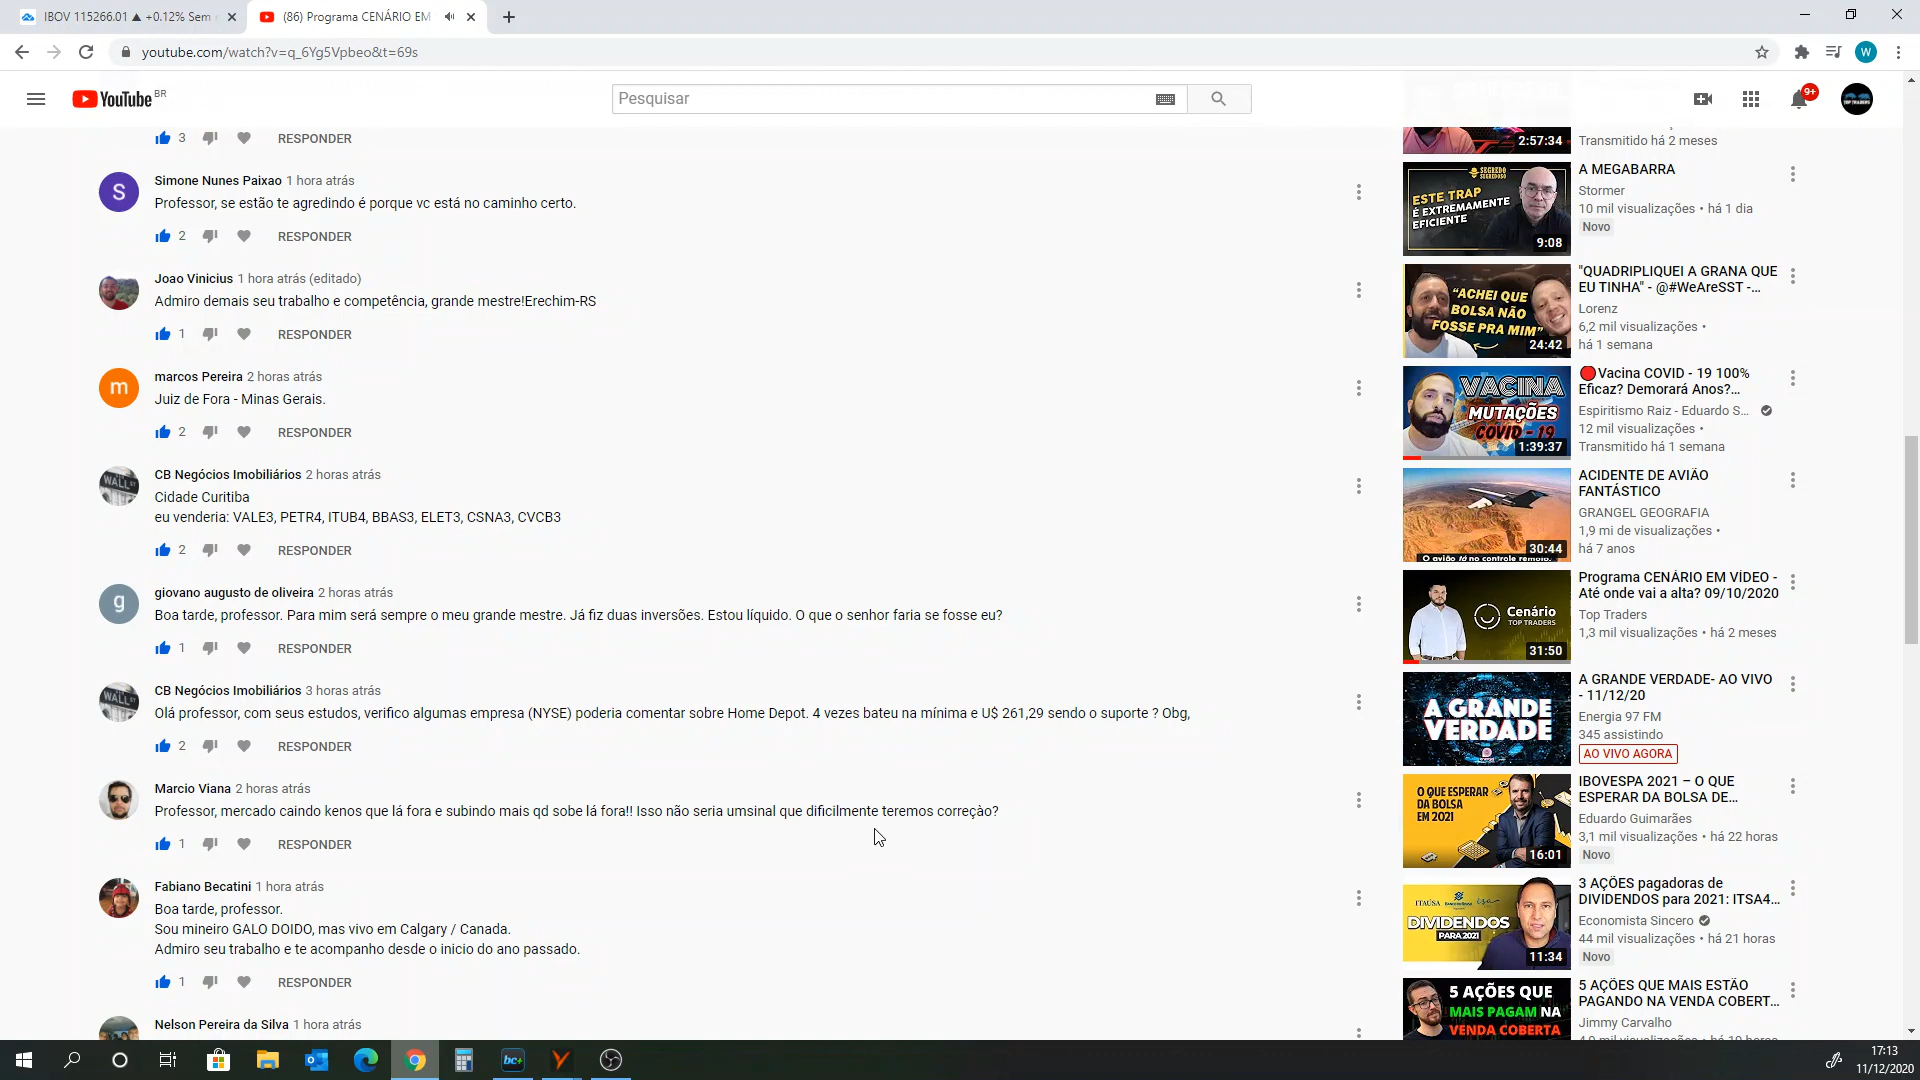 IBOV 115266.01 ▲ +0.12% Sem
(86) Programa CENÁRIO EM
youtube.com/watch?v=q_6Yg5Vpbeo&t=69s
W
YouTube BR
Pesquisar
9+
TOP TRADERS
3
RESPONDER
S
Simone Nunes Paixao 1 hora atrás
Professor, se estão te agredindo é porque vc está no caminho certo.
2
RESPONDER
Joao Vinicius 1 hora atrás (editado)
Admiro demais seu trabalho e competência, grande mestre!Erechim-RS
1
RESPONDER
m
marcos Pereira 2 horas atrás
Juiz de Fora - Minas Gerais.
2
RESPONDER
WALL ST
CB Negócios Imobiliários 2 horas atrás
Cidade Curitiba
eu venderia: VALE3, PETR4, ITUB4, BBAS3, ELET3, CSNA3, CVCB3
2
RESPONDER
g
giovano augusto de oliveira 2 horas atrás
Boa tarde, professor. Para mim será sempre o meu grande mestre. Já fiz duas inversões. Estou líquido. O que o senhor faria se fosse eu?
1
RESPONDER
WALL ST
CB Negócios Imobiliários 3 horas atrás
Olá professor, com seus estudos, verifico algumas empresa (NYSE) poderia comentar sobre Home Depot. 4 vezes bateu na mínima e U$ 261,29 sendo o suporte ? Obg,
2
RESPONDER
Marcio Viana 2 horas atrás
Professor, mercado caindo kenos que lá fora e subindo mais qd sobe lá fora!! Isso não seria umsinal que dificilmente teremos correção?
1
RESPONDER
Fabiano Becatini 1 hora atrás
Boa tarde, professor.
Sou mineiro GALO DOIDO, mas vivo em Calgary / Canada.
Admiro seu trabalho e te acompanho desde o inicio do ano passado.
1
RESPONDER
Nelson Pereira da Silva 1 hora atrás
2:57:34
Transmitido há 2 meses
SEGREDO
ESTE TRAP
É EXTREMAMENTE
EFICIENTE
9:08
A MEGABARRA
Stormer
10 mil visualizações • há 1 dia
Novo
"ACHEI QUE
BOLSA NÃO
FOSSE PRA MIM"
24:42
"QUADRIPLIQUEI A GRANA QUE
EU TINHA" - @#WeAreSST -...
Lorenz
6,2 mil visualizações •
há 1 semana
VACINA
MUTAÇÕES
COVID - 19
1:39:37
Vacina COVID - 19 100%
Eficaz? Demorará Anos?...
Espiritismo Raiz - Eduardo S...
12 mil visualizações •
Transmitido há 1 semana
O avião já no controle remoto.
30:44
ACIDENTE DE AVIÃO
FANTÁSTICO
GRANGEL GEOGRAFIA
1,9 mi de visualizações •
há 7 anos
Cenário
TOP TRADERS
31:50
Programa CENÁRIO EM VÍDEO -
Até onde vai a alta? 09/10/2020
Top Traders
1,3 mil visualizações • há 2 meses
A GRANDE
VERDADE
A GRANDE VERDADE- AO VIVO
- 11/12/20
Energia 97 FM
345 assistindo
AO VIVO AGORA
O QUE ESPERAR
DA BOLSA
EM 2021
16:01
IBOVESPA 2021 – O QUE
ESPERAR DA BOLSA DE...
Eduardo Guimarães
3,1 mil visualizações • há 22 horas
Novo
ITAÚSA
DIVIDENDOS
PARA 2021
11:34
3 AÇÕES pagadoras de
DIVIDENDOS para 2021: ITSA4...
Economista Sincero
44 mil visualizações • há 21 horas
Novo
5 AÇÕES QUE
MAIS PAGAM NA
VENDA COBERTA
5 AÇÕES QUE MAIS ESTÃO
PAGANDO NA VENDA COBERT...
Jimmy Carvalho
bc+
17:13
11/12/2020